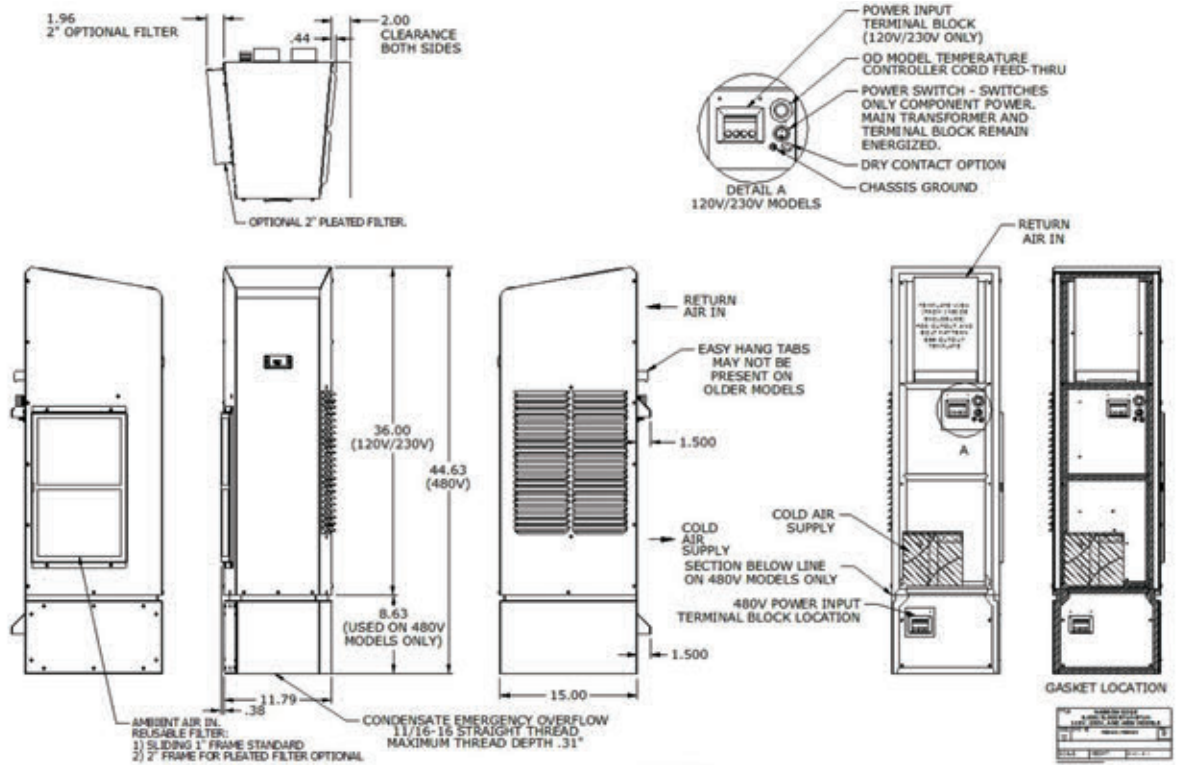 1.96
2" OPTIONAL FILTER
.44
2.00
CLEARANCE
BOTH SIDES
OPTIONAL 2" PLEATED FILTER.
POWER INPUT
TERMINAL BLOCK
(120V/230V ONLY)
OD MODEL TEMPERATURE
CONTROLLER CORD FEED-THRU
POWER SWITCH - SWITCHES
ONLY COMPONENT POWER.
MAIN TRANSFORMER AND
TERMINAL BLOCK REMAIN
ENERGIZED.
DRY CONTACT OPTION
CHASSIS GROUND
DETAIL A
120V/230V MODELS
RETURN
AIR IN
36.00
(120V/230V)
44.63
(480V)
8.63
(USED ON 480V
MODELS ONLY)
11.79
.38
AMBIENT AIR IN.
REUSABLE FILTER:
1) SLIDING 1" FRAME STANDARD
2) 2" FRAME FOR PLEATED FILTER OPTIONAL
CONDENSATE EMERGENCY OVERFLOW
11/16-16 STRAIGHT THREAD
MAXIMUM THREAD DEPTH .31"
RETURN
AIR IN
EASY HANG TABS
MAY NOT BE
PRESENT ON
OLDER MODELS
1.500
COLD
AIR
SUPPLY
1.500
15.00
A
COLD AIR
SUPPLY
SECTION BELOW LINE
ON 480V MODELS ONLY
480V POWER INPUT
TERMINAL BLOCK LOCATION
GASKET LOCATION